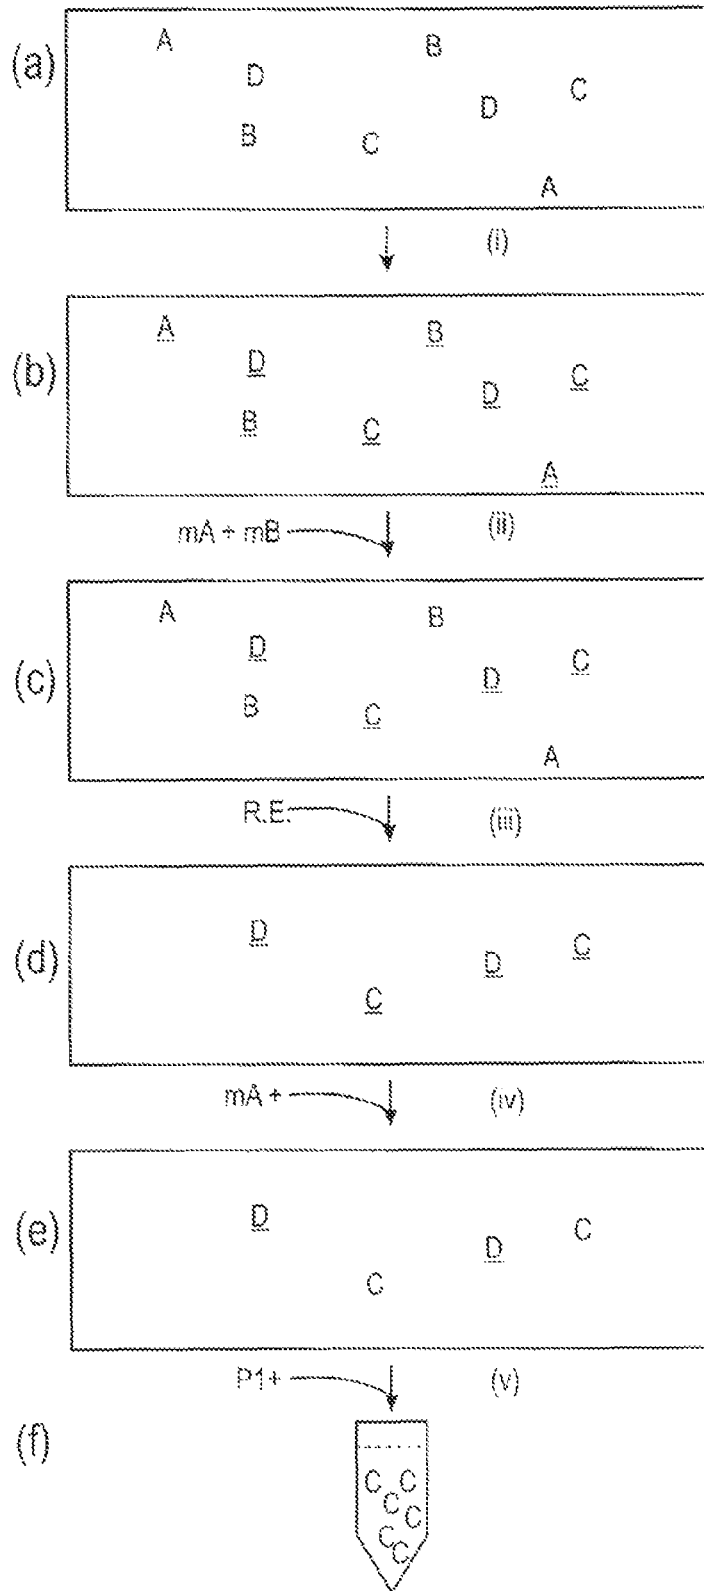 (a)
A B
D C
D
B C
A
(i)
(b)
A B
D C
D
B C
A
mA + mB (ii)
(c)
A B
D C
D
B C
A
R.E. (iii)
(d)
D C
D
C
mA + (iv)
(e)
D C
D
C
P1+ (v)
(f)
C C
C
C
C
C